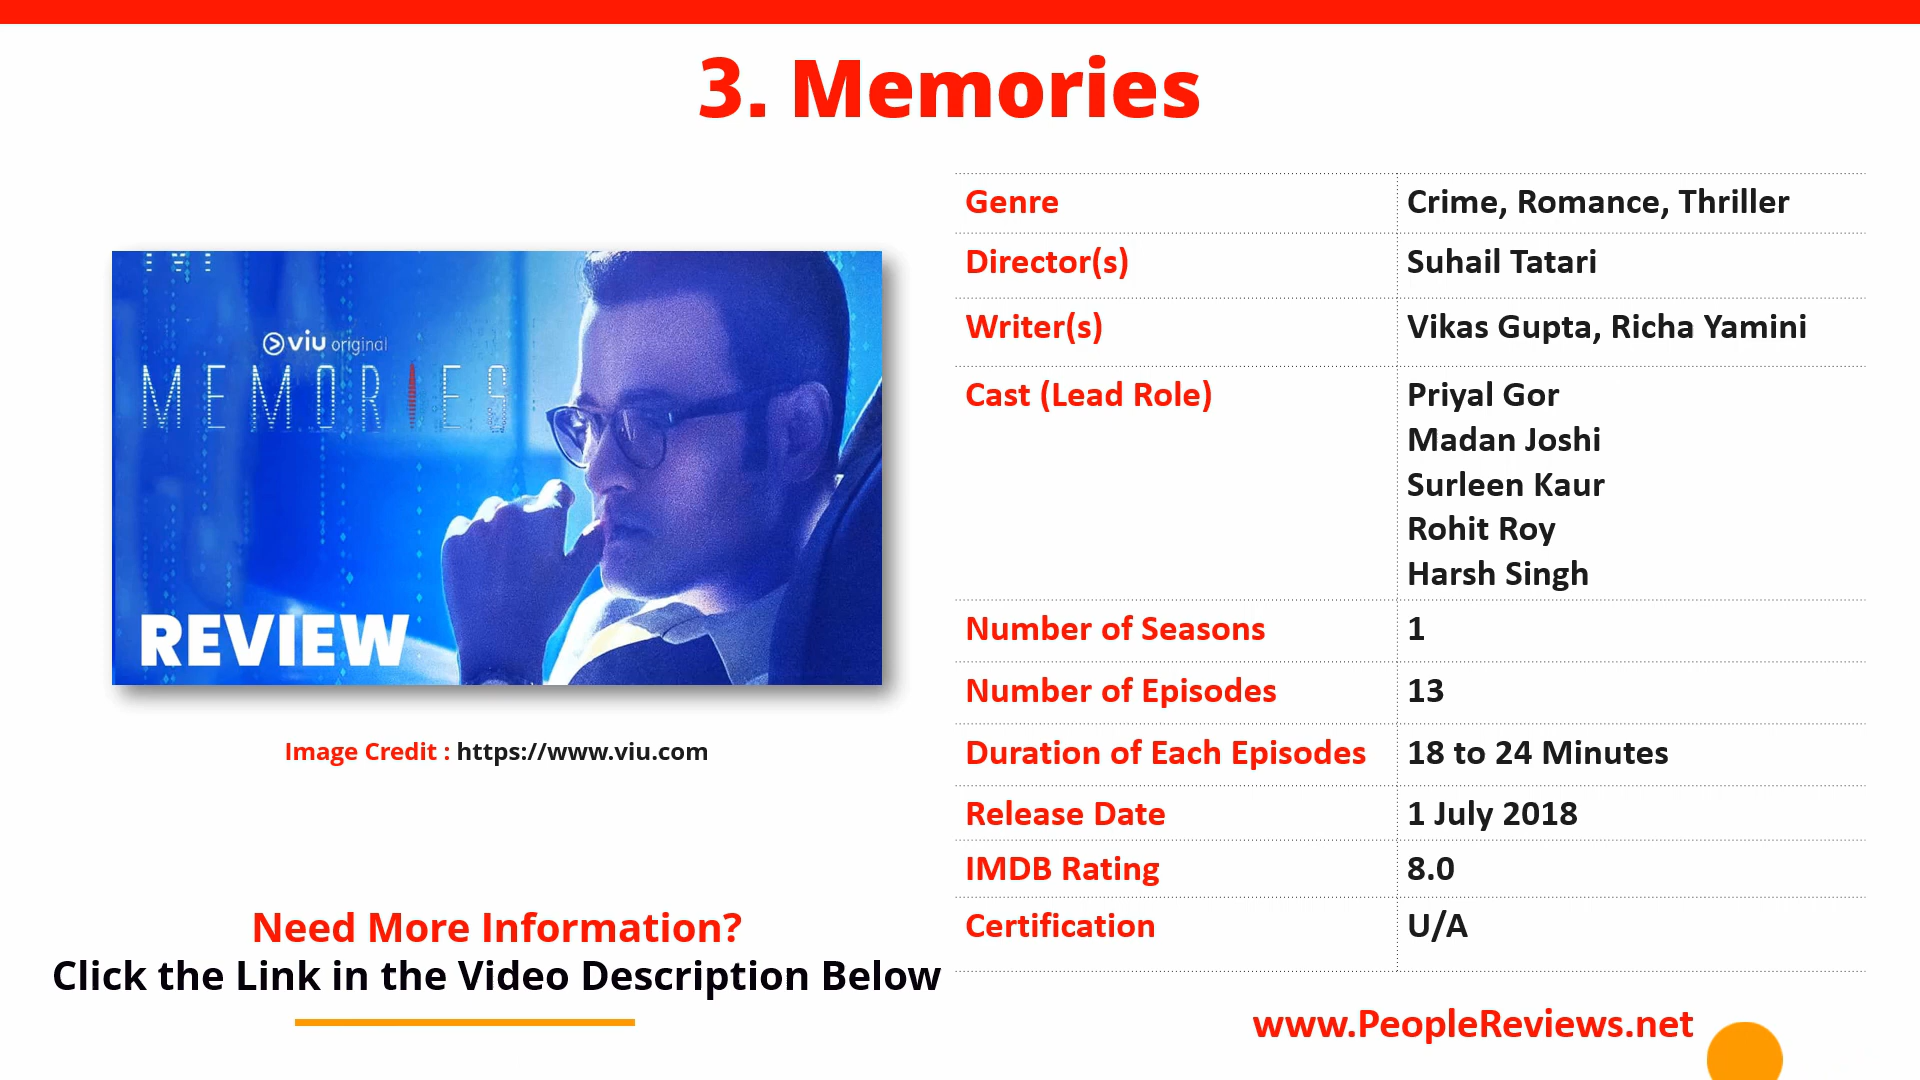 3. Memories
viu original
MEMORIES
REVIEW
Image Credit : https://www.viu.com
Need More Information?
Click the Link in the Video Description Below
Genre Crime, Romance, Thriller
Director(s) Suhail Tatari
Writer(s) Vikas Gupta, Richa Yamini
Cast (Lead Role) Priyal Gor
Madan Joshi
Surleen Kaur
Rohit Roy
Harsh Singh
Number of Seasons 1
Number of Episodes 13
Duration of Each Episodes 18 to 24 Minutes
Release Date 1 July 2018
IMDB Rating 8.0
Certification U/A
www.PeopleReviews.net